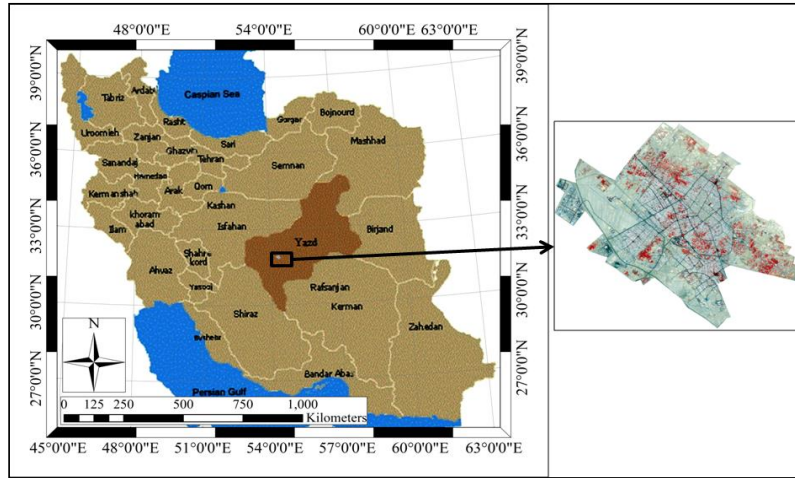 48°0'0"E 54°0'0"E 60°0'0"E 63°0'0"E
39°0'0"N
36°0'0"N
33°0'0"N
30°0'0"N
27°0'0"N
39°0'0"N
36°0'0"N
33°0'0"N
30°0'0"N
27°0'0"N
Caspian Sea
Ardabil
Tabriz
Rasht
Uroomieh
Zanjan
Ghazvin
Sari
Gorgan
Bojnourd
Mashhad
Tehran
Semnan
Sanandaj
Kermanshah
Arak
Qom
Kashan
khoram
abad
Isfahan
Ilam
Yazd
Birjand
Shahre
kord
Ahvaz
Yasooj
Rafsanjan
Kerman
Shiraz
Zahedan
Bandar Abas
Persian Gulf
N
0 125 250 500 750 1,000
Kilometers
45°0'0"E 48°0'0"E 51°0'0"E 54°0'0"E 57°0'0"E 60°0'0"E 63°0'0"E